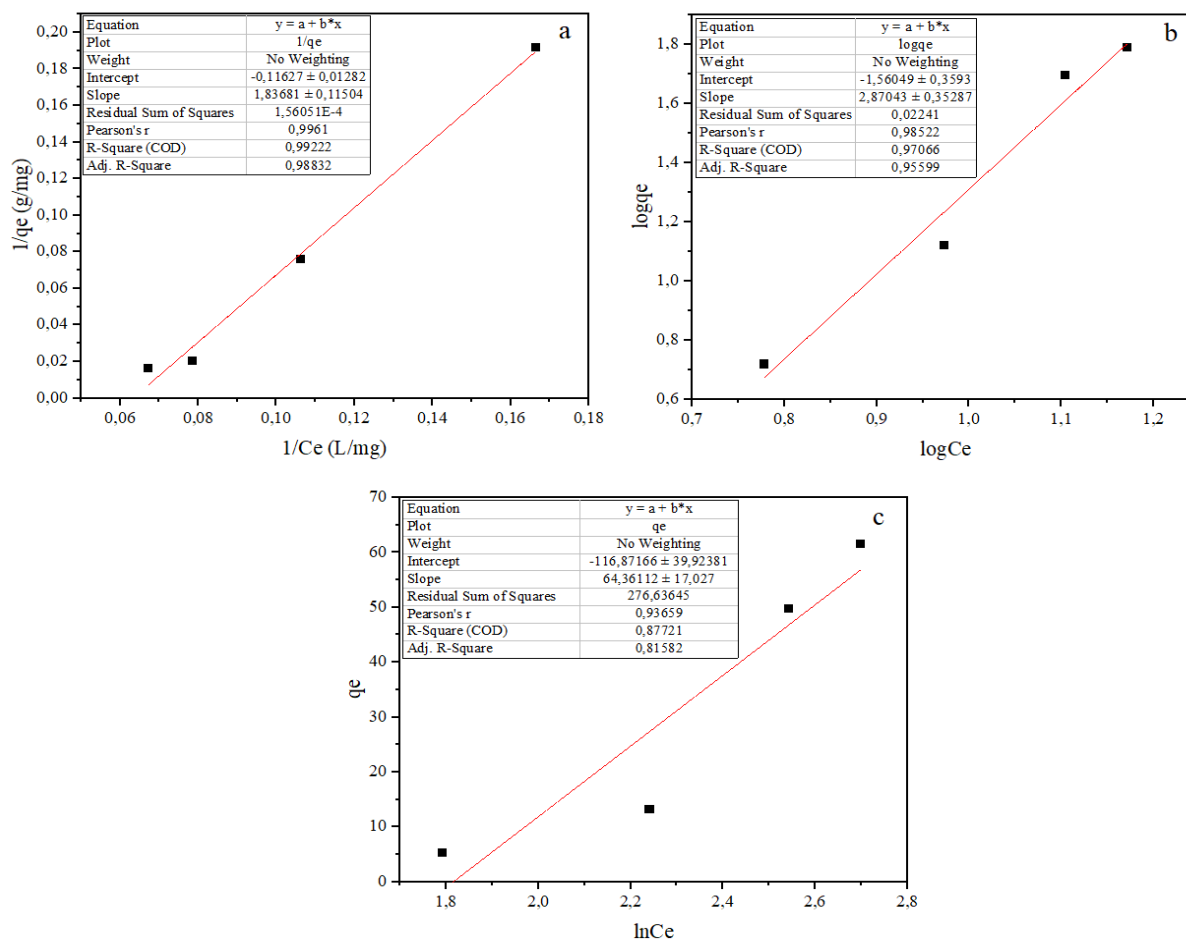 a
Equation y = a + b*x
Plot 1/qe
Weight No Weighting
Intercept -0,11627 ± 0,01282
Slope 1,83681 ± 0,11504
Residual Sum of Squares 1,56051E-4
Pearson's r 0,9961
R-Square (COD) 0,99222
Adj. R-Square 0,98832
1/qe (g/mg)
0,20
0,18
0,16
0,14
0,12
0,10
0,08
0,06
0,04
0,02
0,00
0,06 0,08 0,10 0,12 0,14 0,16 0,18
1/Ce (L/mg)
b
Equation y = a + b*x
Plot logqe
Weight No Weighting
Intercept -1,56049 ± 0,3593
Slope 2,87043 ± 0,35287
Residual Sum of Squares 0,02241
Pearson's r 0,98522
R-Square (COD) 0,97066
Adj. R-Square 0,95599
logqe
1,8
1,6
1,4
1,2
1,0
0,8
0,6
0,7 0,8 0,9 1,0 1,1 1,2
logCe
c
Equation y = a + b*x
Plot qe
Weight No Weighting
Intercept -116,87166 ± 39,92381
Slope 64,36112 ± 17,027
Residual Sum of Squares 276,63645
Pearson's r 0,93659
R-Square (COD) 0,87721
Adj. R-Square 0,81582
qe
70
60
50
40
30
20
10
0
1,8 2,0 2,2 2,4 2,6 2,8
lnCe